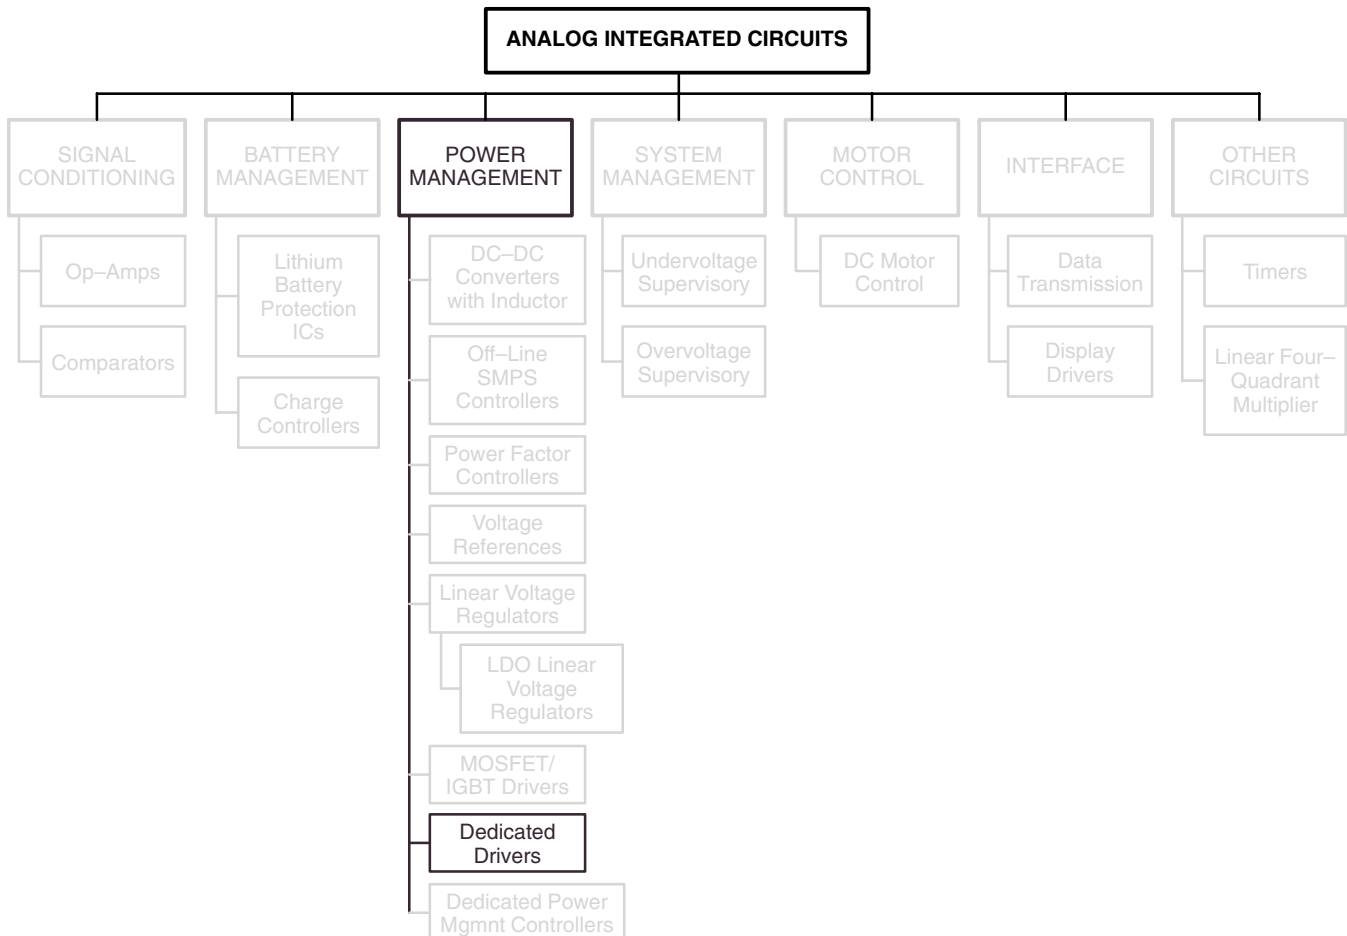 ANALOG INTEGRATED CIRCUITS
SIGNAL
CONDITIONING
Op–Amps
Comparators
BATTERY
MANAGEMENT
Lithium
Battery
Protection
ICs
Charge
Controllers
POWER
MANAGEMENT
DC–DC
Converters
with Inductor
Off–Line
SMPS
Controllers
Power Factor
Controllers
Voltage
References
Linear Voltage
Regulators
LDO Linear
Voltage
Regulators
MOSFET/
IGBT Drivers
Dedicated
Drivers
Dedicated Power
Mgmnt Controllers
SYSTEM
MANAGEMENT
Undervoltage
Supervisory
Overvoltage
Supervisory
MOTOR
CONTROL
DC Motor
Control
INTERFACE
Data
Transmission
Display
Drivers
OTHER
CIRCUITS
Timers
Linear Four–
Quadrant
Multiplier